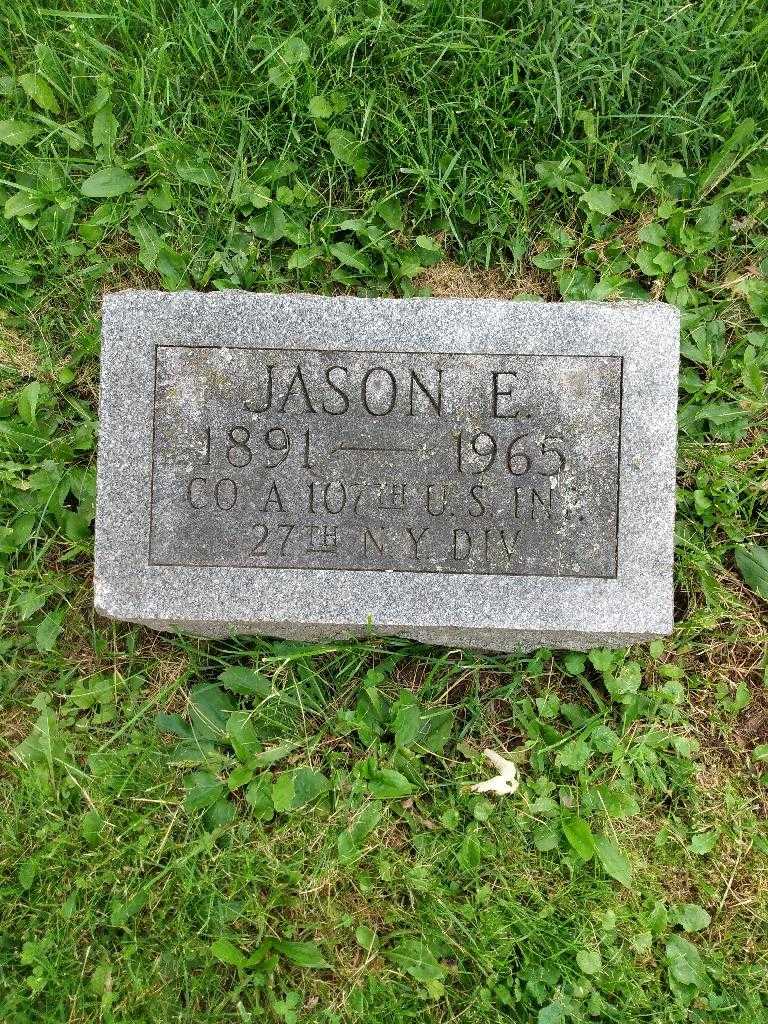 JASON E.
1891 — 1965
CO A 107TH U.S. INF.
27TH N.Y. DIV